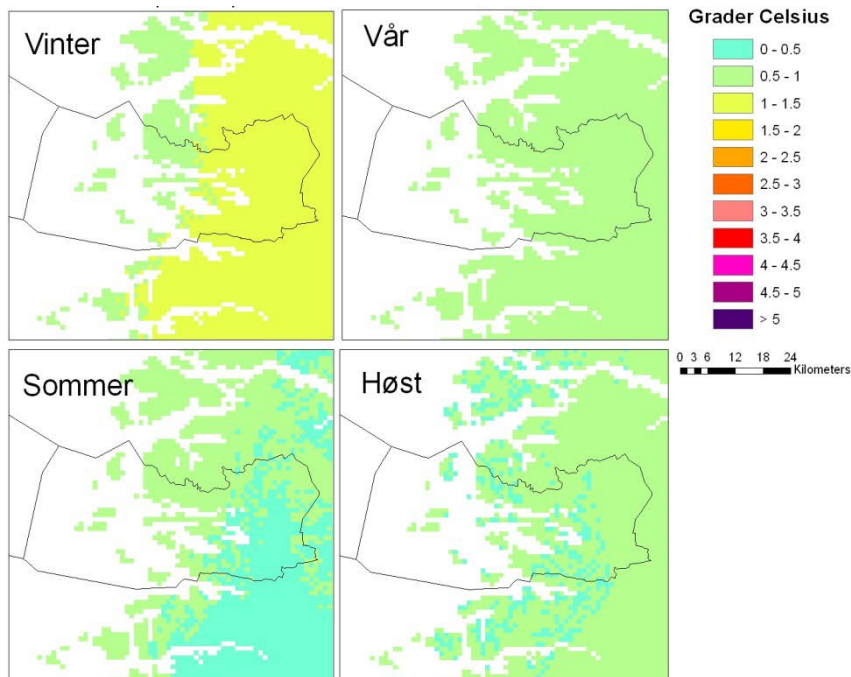 Vinter
Vår
Sommer
Høst
Grader Celsius
0 - 0.5
0.5 - 1
1 - 1.5
1.5 - 2
2 - 2.5
2.5 - 3
3 - 3.5
3.5 - 4
4 - 4.5
4.5 - 5
> 5
0 3 6 12 18 24
Kilometers